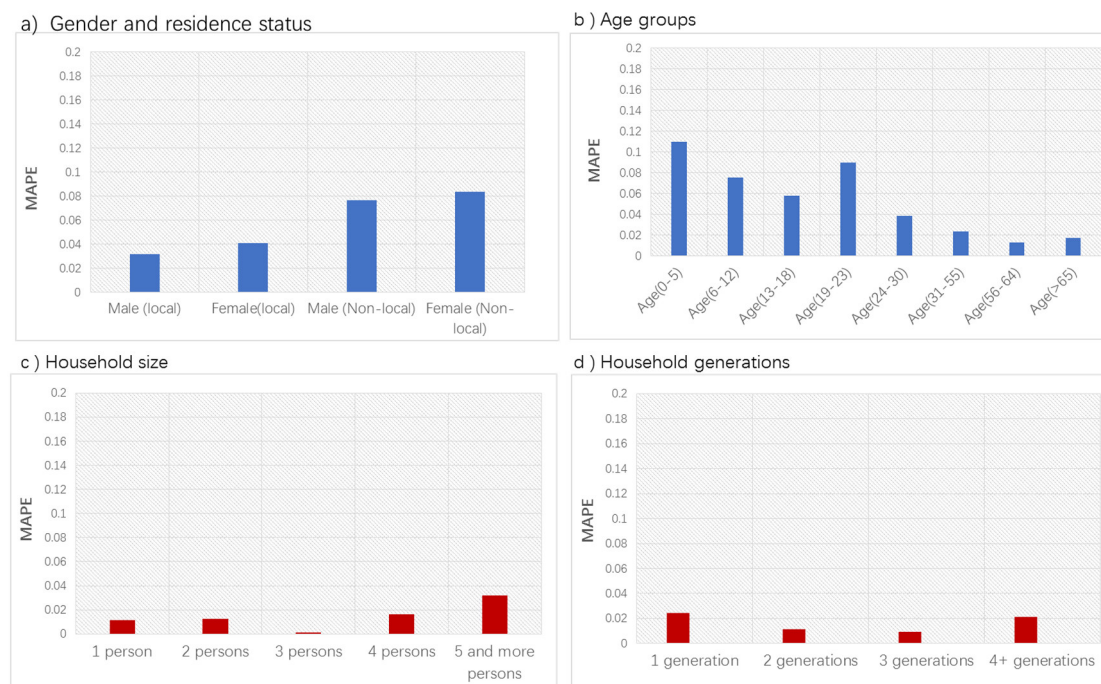 a) Gender and residence status
0.2
0.18
0.16
0.14
0.12
0.1
0.08
0.06
0.04
0.02
0
MAPE
Male (local)
Female(local)
Male (Non-local)
Female (Non-
local)
b ) Age groups
0.2
0.18
0.16
0.14
0.12
0.1
0.08
0.06
0.04
0.02
0
MAPE
Age(0-5)
Age(6-12)
Age(13-18)
Age(19-23)
Age(24-30)
Age(31-55)
Age(56-64)
Age(>65)
c ) Household size
0.2
0.18
0.16
0.14
0.12
0.1
0.08
0.06
0.04
0.02
0
MAPE
1 person
2 persons
3 persons
4 persons
5 and more
persons
d ) Household generations
0.2
0.18
0.16
0.14
0.12
0.1
0.08
0.06
0.04
0.02
0
MAPE
1 generation
2 generations
3 generations
4+ generations